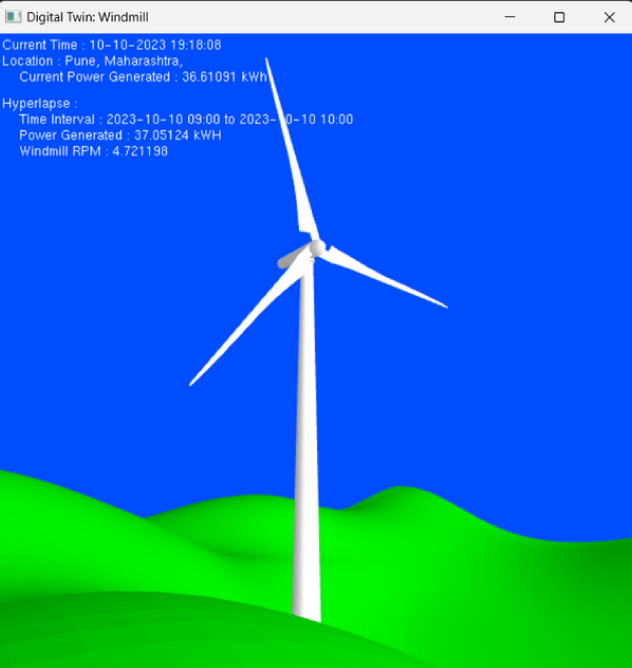 Digital Twin: Windmill
Current Time : 10-10-2023 19:18:08
Location : Pune, Maharashtra,
Current Power Generated : 36.61091 kWh
Hyperlapse :
Time Interval : 2023-10-10 09:00 to 2023-10-10 10:00
Power Generated : 37.05124 kWH
Windmill RPM : 4.721198